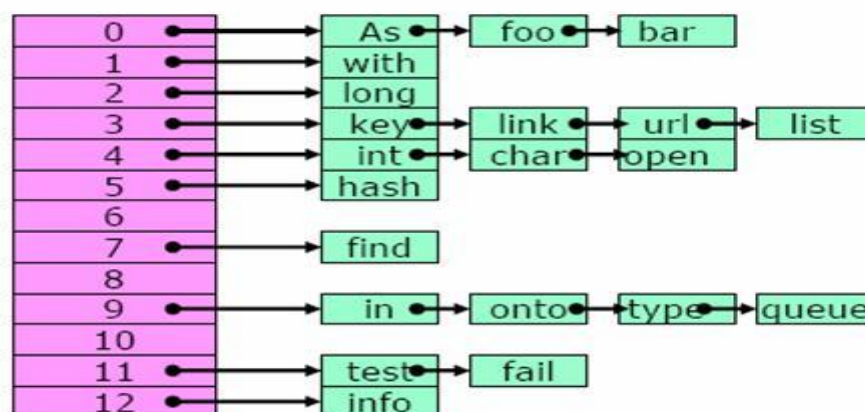 0 As foo bar
1 with
2 long
3 key link url list
4 int char open
5 hash
6
7 find
8
9 in onto type queue
10
11 test fail
12 info